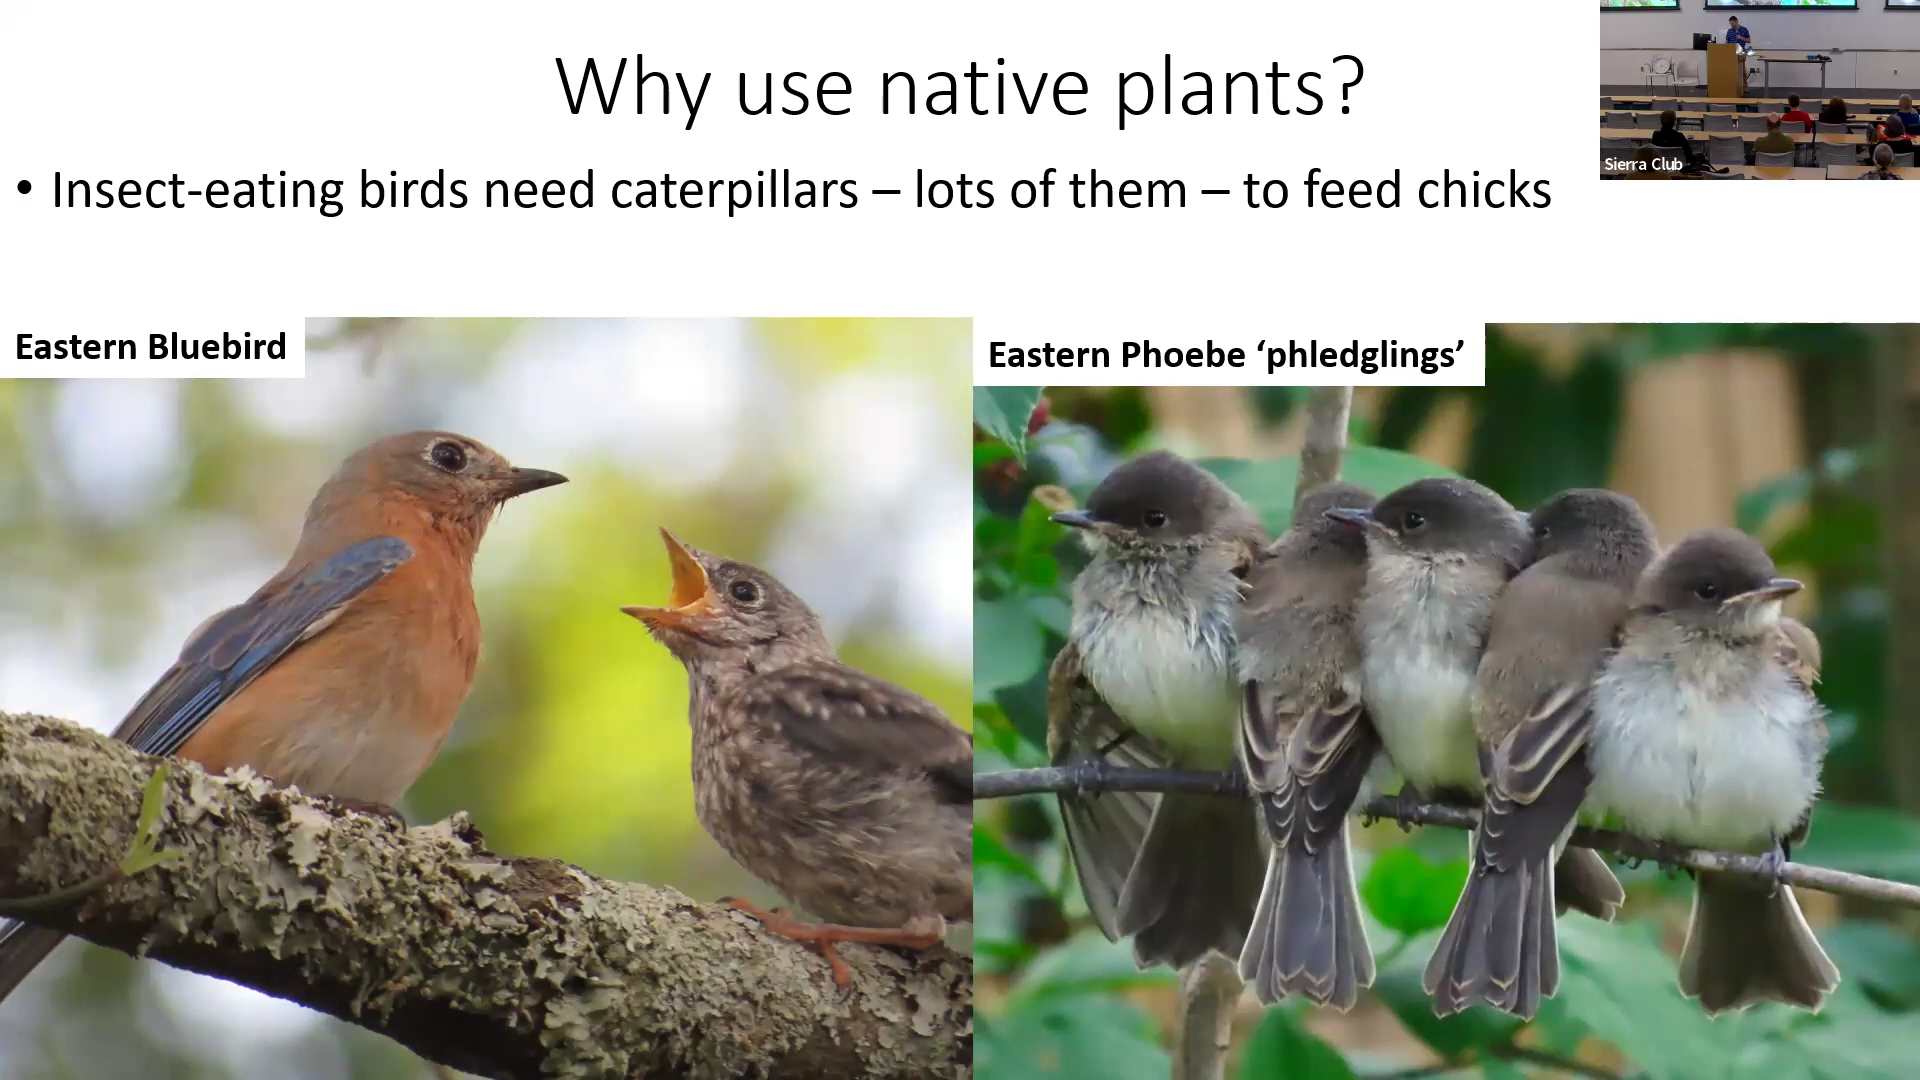 Why use native plants?
• Insect-eating birds need caterpillars – lots of them – to feed chicks
Sierra Club
Eastern Bluebird
Eastern Phoebe ‘phledglings’